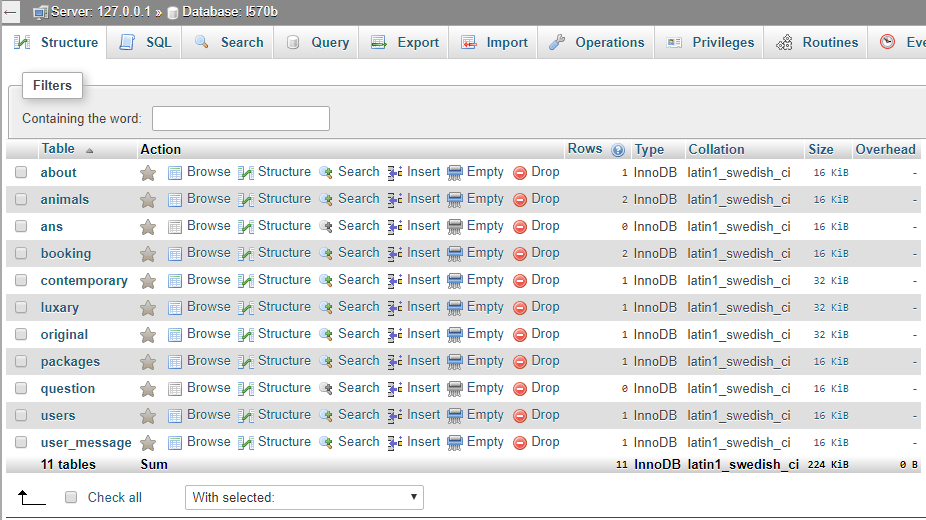 Server: 127.0.0.1 » Database: l570b
Structure SQL Search Query Export Import Operations Privileges Routines Eve
Filters
Containing the word:
Table Action Rows Type Collation Size Overhead
about Browse Structure Search Insert Empty Drop 1 InnoDB latin1_swedish_ci 16 KiB -
animals Browse Structure Search Insert Empty Drop 2 InnoDB latin1_swedish_ci 16 KiB -
ans Browse Structure Search Insert Empty Drop 0 InnoDB latin1_swedish_ci 16 KiB -
booking Browse Structure Search Insert Empty Drop 2 InnoDB latin1_swedish_ci 16 KiB -
contemporary Browse Structure Search Insert Empty Drop 1 InnoDB latin1_swedish_ci 32 KiB -
luxary Browse Structure Search Insert Empty Drop 1 InnoDB latin1_swedish_ci 32 KiB -
original Browse Structure Search Insert Empty Drop 1 InnoDB latin1_swedish_ci 32 KiB -
packages Browse Structure Search Insert Empty Drop 1 InnoDB latin1_swedish_ci 16 KiB -
question Browse Structure Search Insert Empty Drop 0 InnoDB latin1_swedish_ci 16 KiB -
users Browse Structure Search Insert Empty Drop 1 InnoDB latin1_swedish_ci 16 KiB -
user_message Browse Structure Search Insert Empty Drop 1 InnoDB latin1_swedish_ci 16 KiB -
11 tables Sum 11 InnoDB latin1_swedish_ci 224 KiB 0 B
Check all With selected: